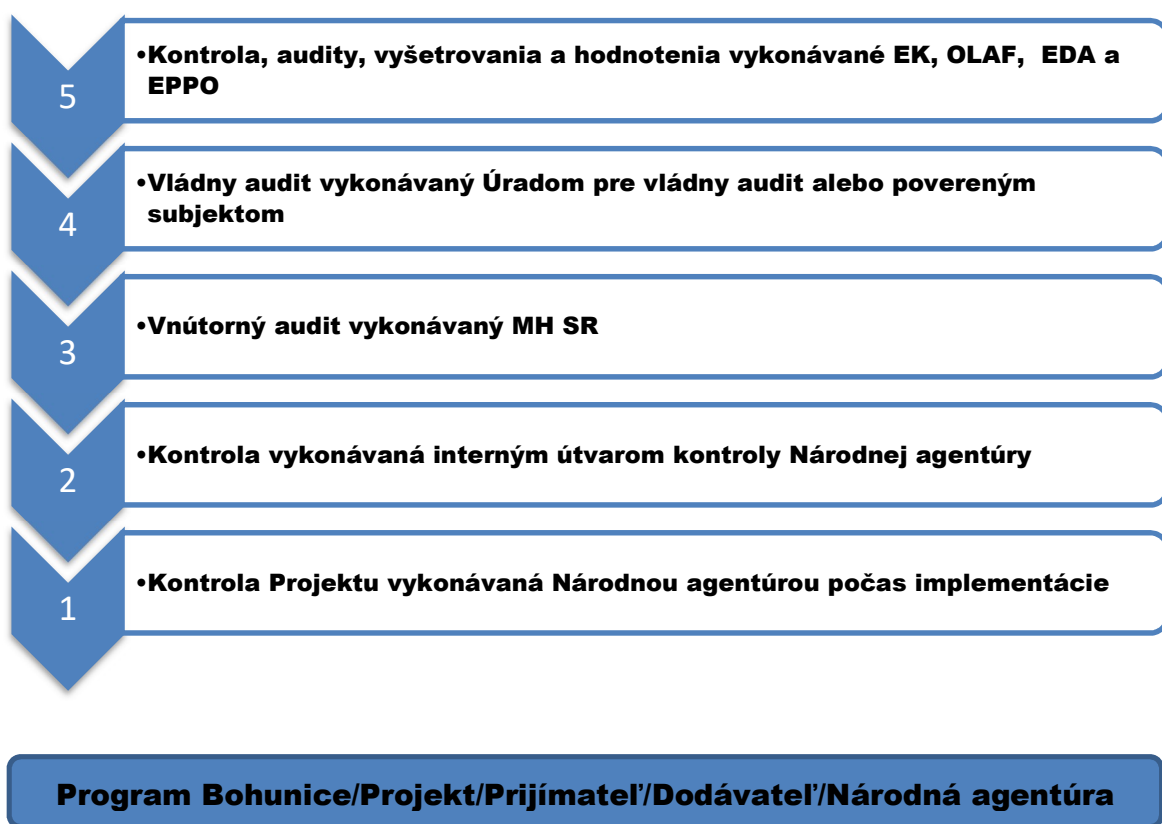 5
•Kontrola, audity, vyšetrovania a hodnotenia vykonávané EK, OLAF,  EDA a
EPPO
4
•Vládny audit vykonávaný Úradom pre vládny audit alebo povereným
subjektom
3
•Vnútorný audit vykonávaný MH SR
2
•Kontrola vykonávaná interným útvarom kontroly Národnej agentúry
1
•Kontrola Projektu vykonávaná Národnou agentúrou počas implementácie
Program Bohunice/Projekt/Prijímateľ/Dodávateľ/Národná agentúra